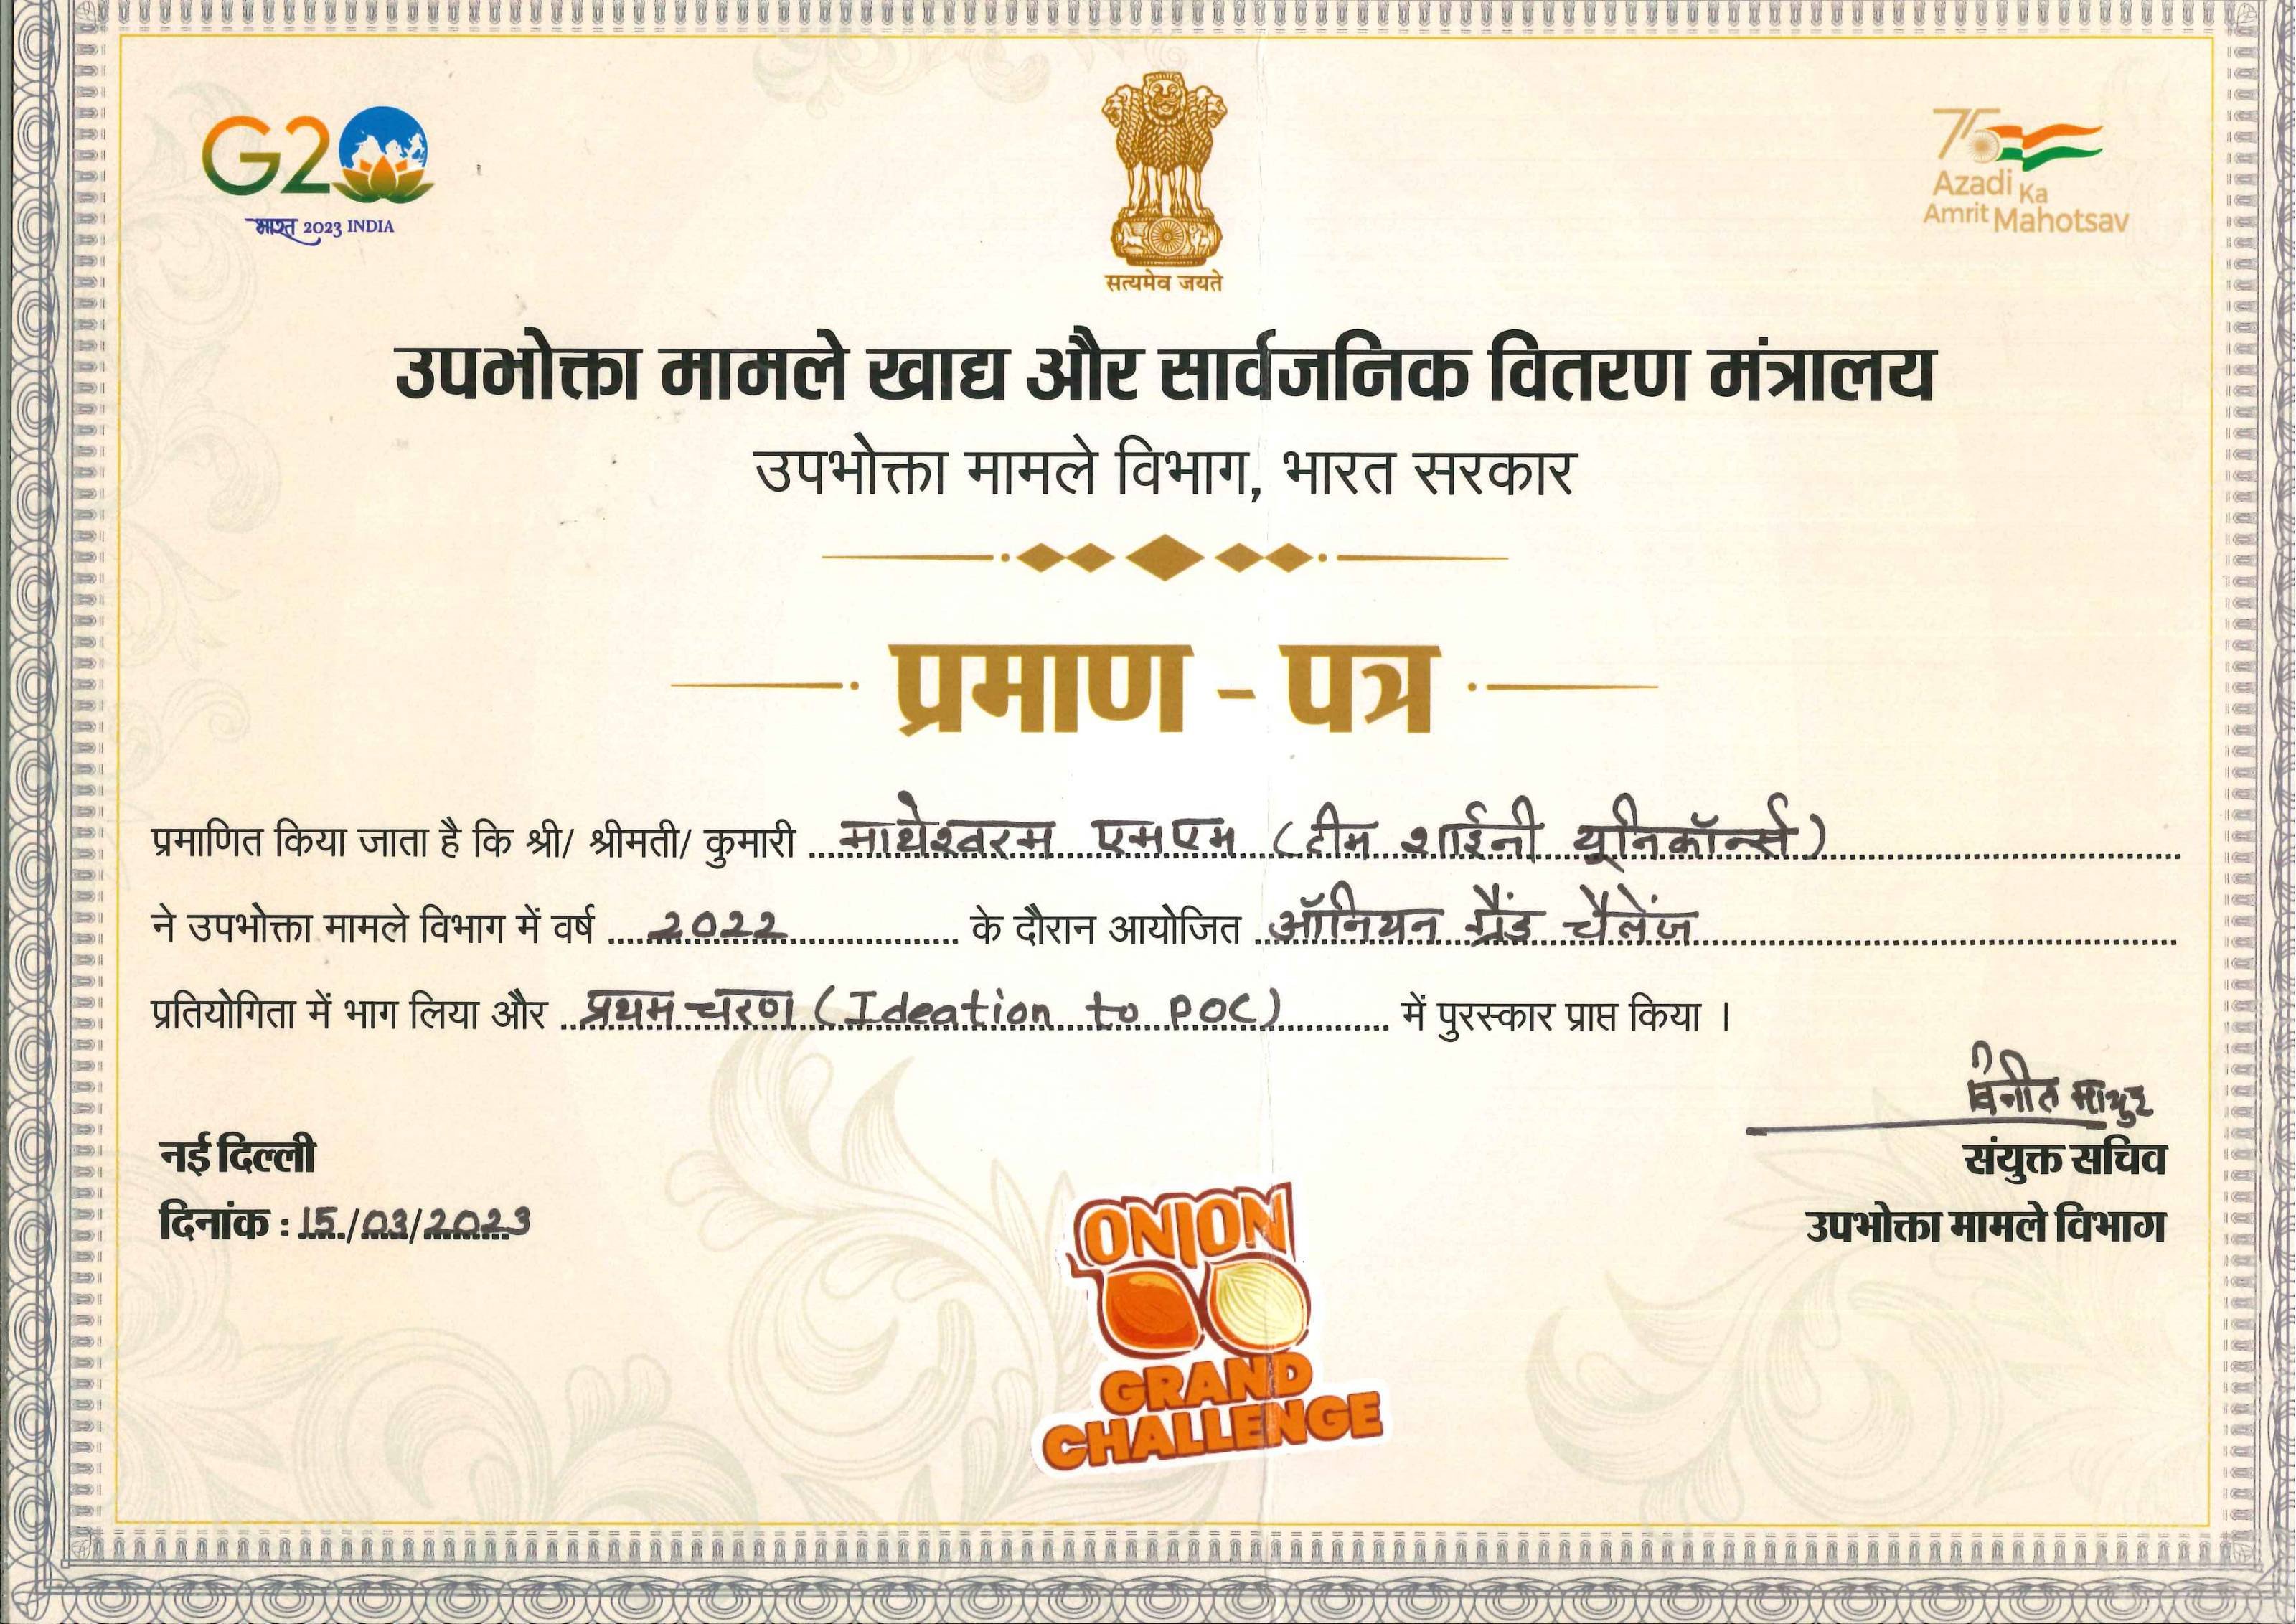 G20
भारत 2023 INDIA
सत्यमेव जयते
75
Azadi Ka
Amrit Mahotsav
उपभोक्ता मामले खाद्य और सार्वजनिक वितरण मंत्रालय
उपभोक्ता मामले विभाग, भारत सरकार
प्रमाण - पत्र
प्रमाणित किया जाता है कि श्री/ श्रीमती/ कुमारी माथेश्वरम एमएम (टीम शाईनी यूनिकॉर्न्स)
ने उपभोक्ता मामले विभाग में वर्ष 2022 के दौरान आयोजित ऑनियन ग्रैंड चैलेंज
प्रतियोगिता में भाग लिया और प्रथम चरण (Ideation to POC) में पुरस्कार प्राप्त किया ।
विनीत माथुर
संयुक्त सचिव
उपभोक्ता मामले विभाग
नई दिल्ली
दिनांक : 15/03/2023
ONION
GRAND
CHALLENGE